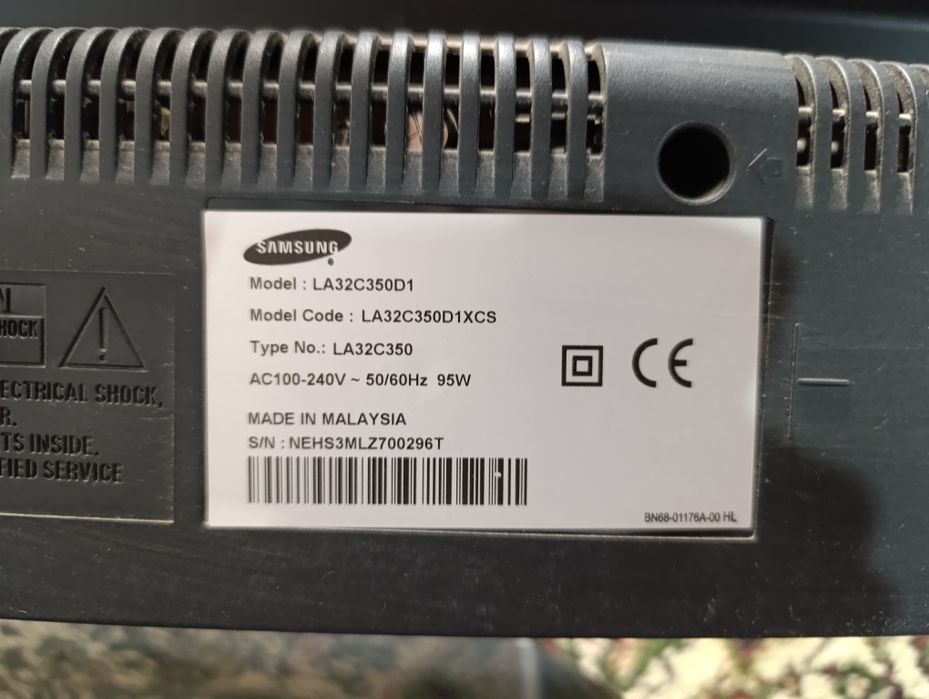 SAMSUNG
Model : LA32C350D1
Model Code : LA32C350D1XCS
Type No.: LA32C350
AC100-240V ~ 50/60Hz 95W
CE
MADE IN MALAYSIA
S/N : NEHS3MLZ700296T
BN68-01176A-00 HL
N
HOCK
ECTRICAL SHOCK,
R.
TS INSIDE.
FIED SERVICE